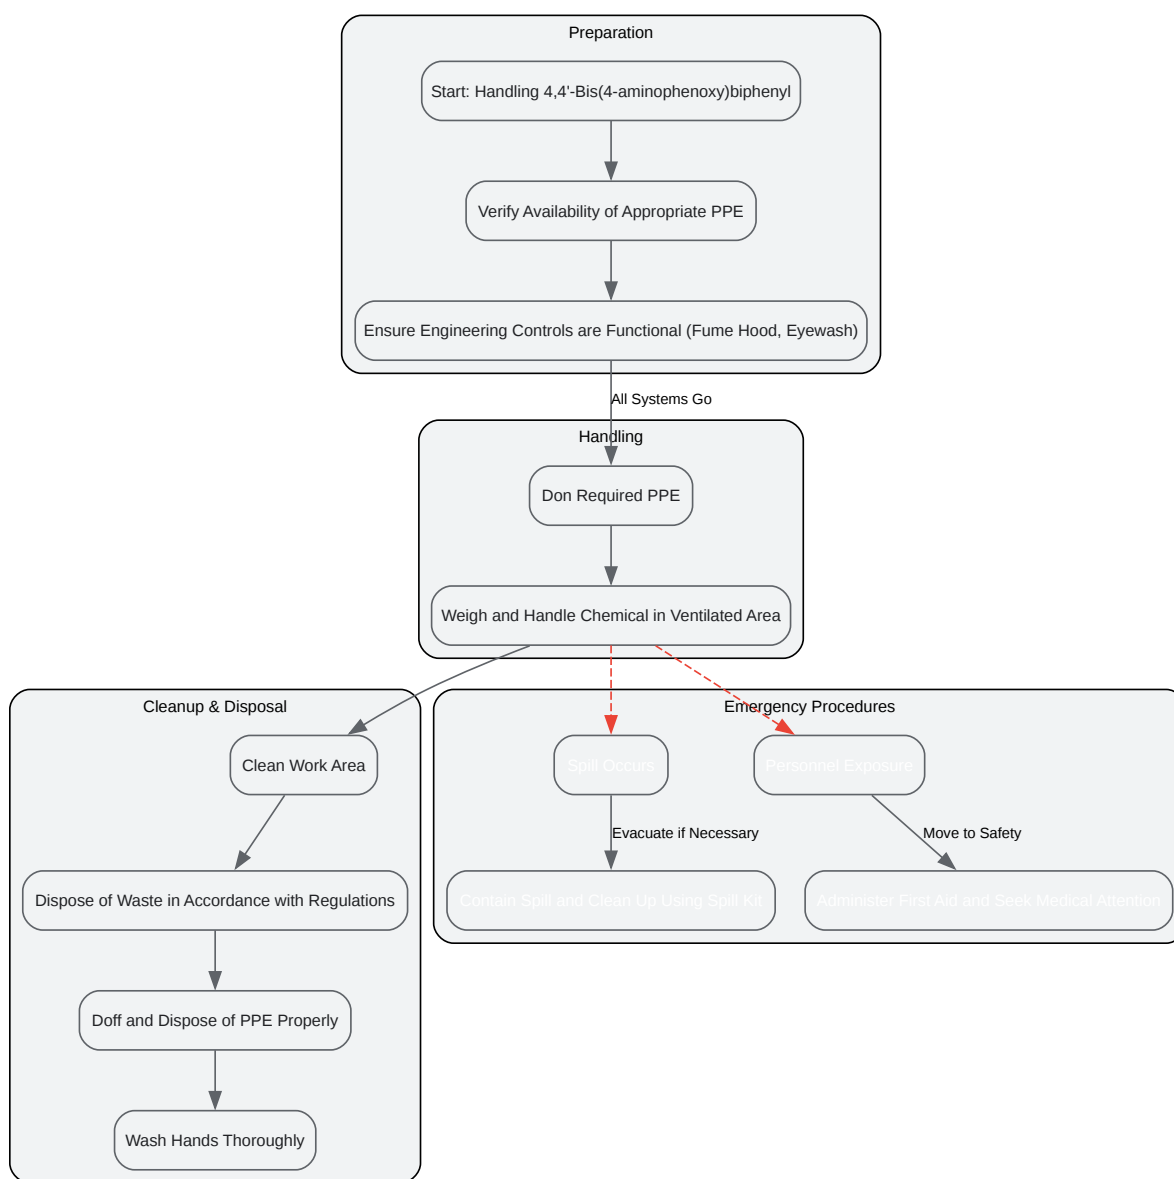 Preparation
Start: Handling 4,4'-Bis(4-aminophenoxy)biphenyl
Verify Availability of Appropriate PPE
Ensure Engineering Controls are Functional (Fume Hood, Eyewash)
All Systems Go
Handling
Don Required PPE
Weigh and Handle Chemical in Ventilated Area
Cleanup & Disposal
Clean Work Area
Dispose of Waste in Accordance with Regulations
Doff and Dispose of PPE Properly
Wash Hands Thoroughly
Emergency Procedures
Spill Occurs
Personnel Exposure
Evacuate if Necessary
Move to Safety
Contain Spill and Clean Up Using Spill Kit
Administer First Aid and Seek Medical Attention